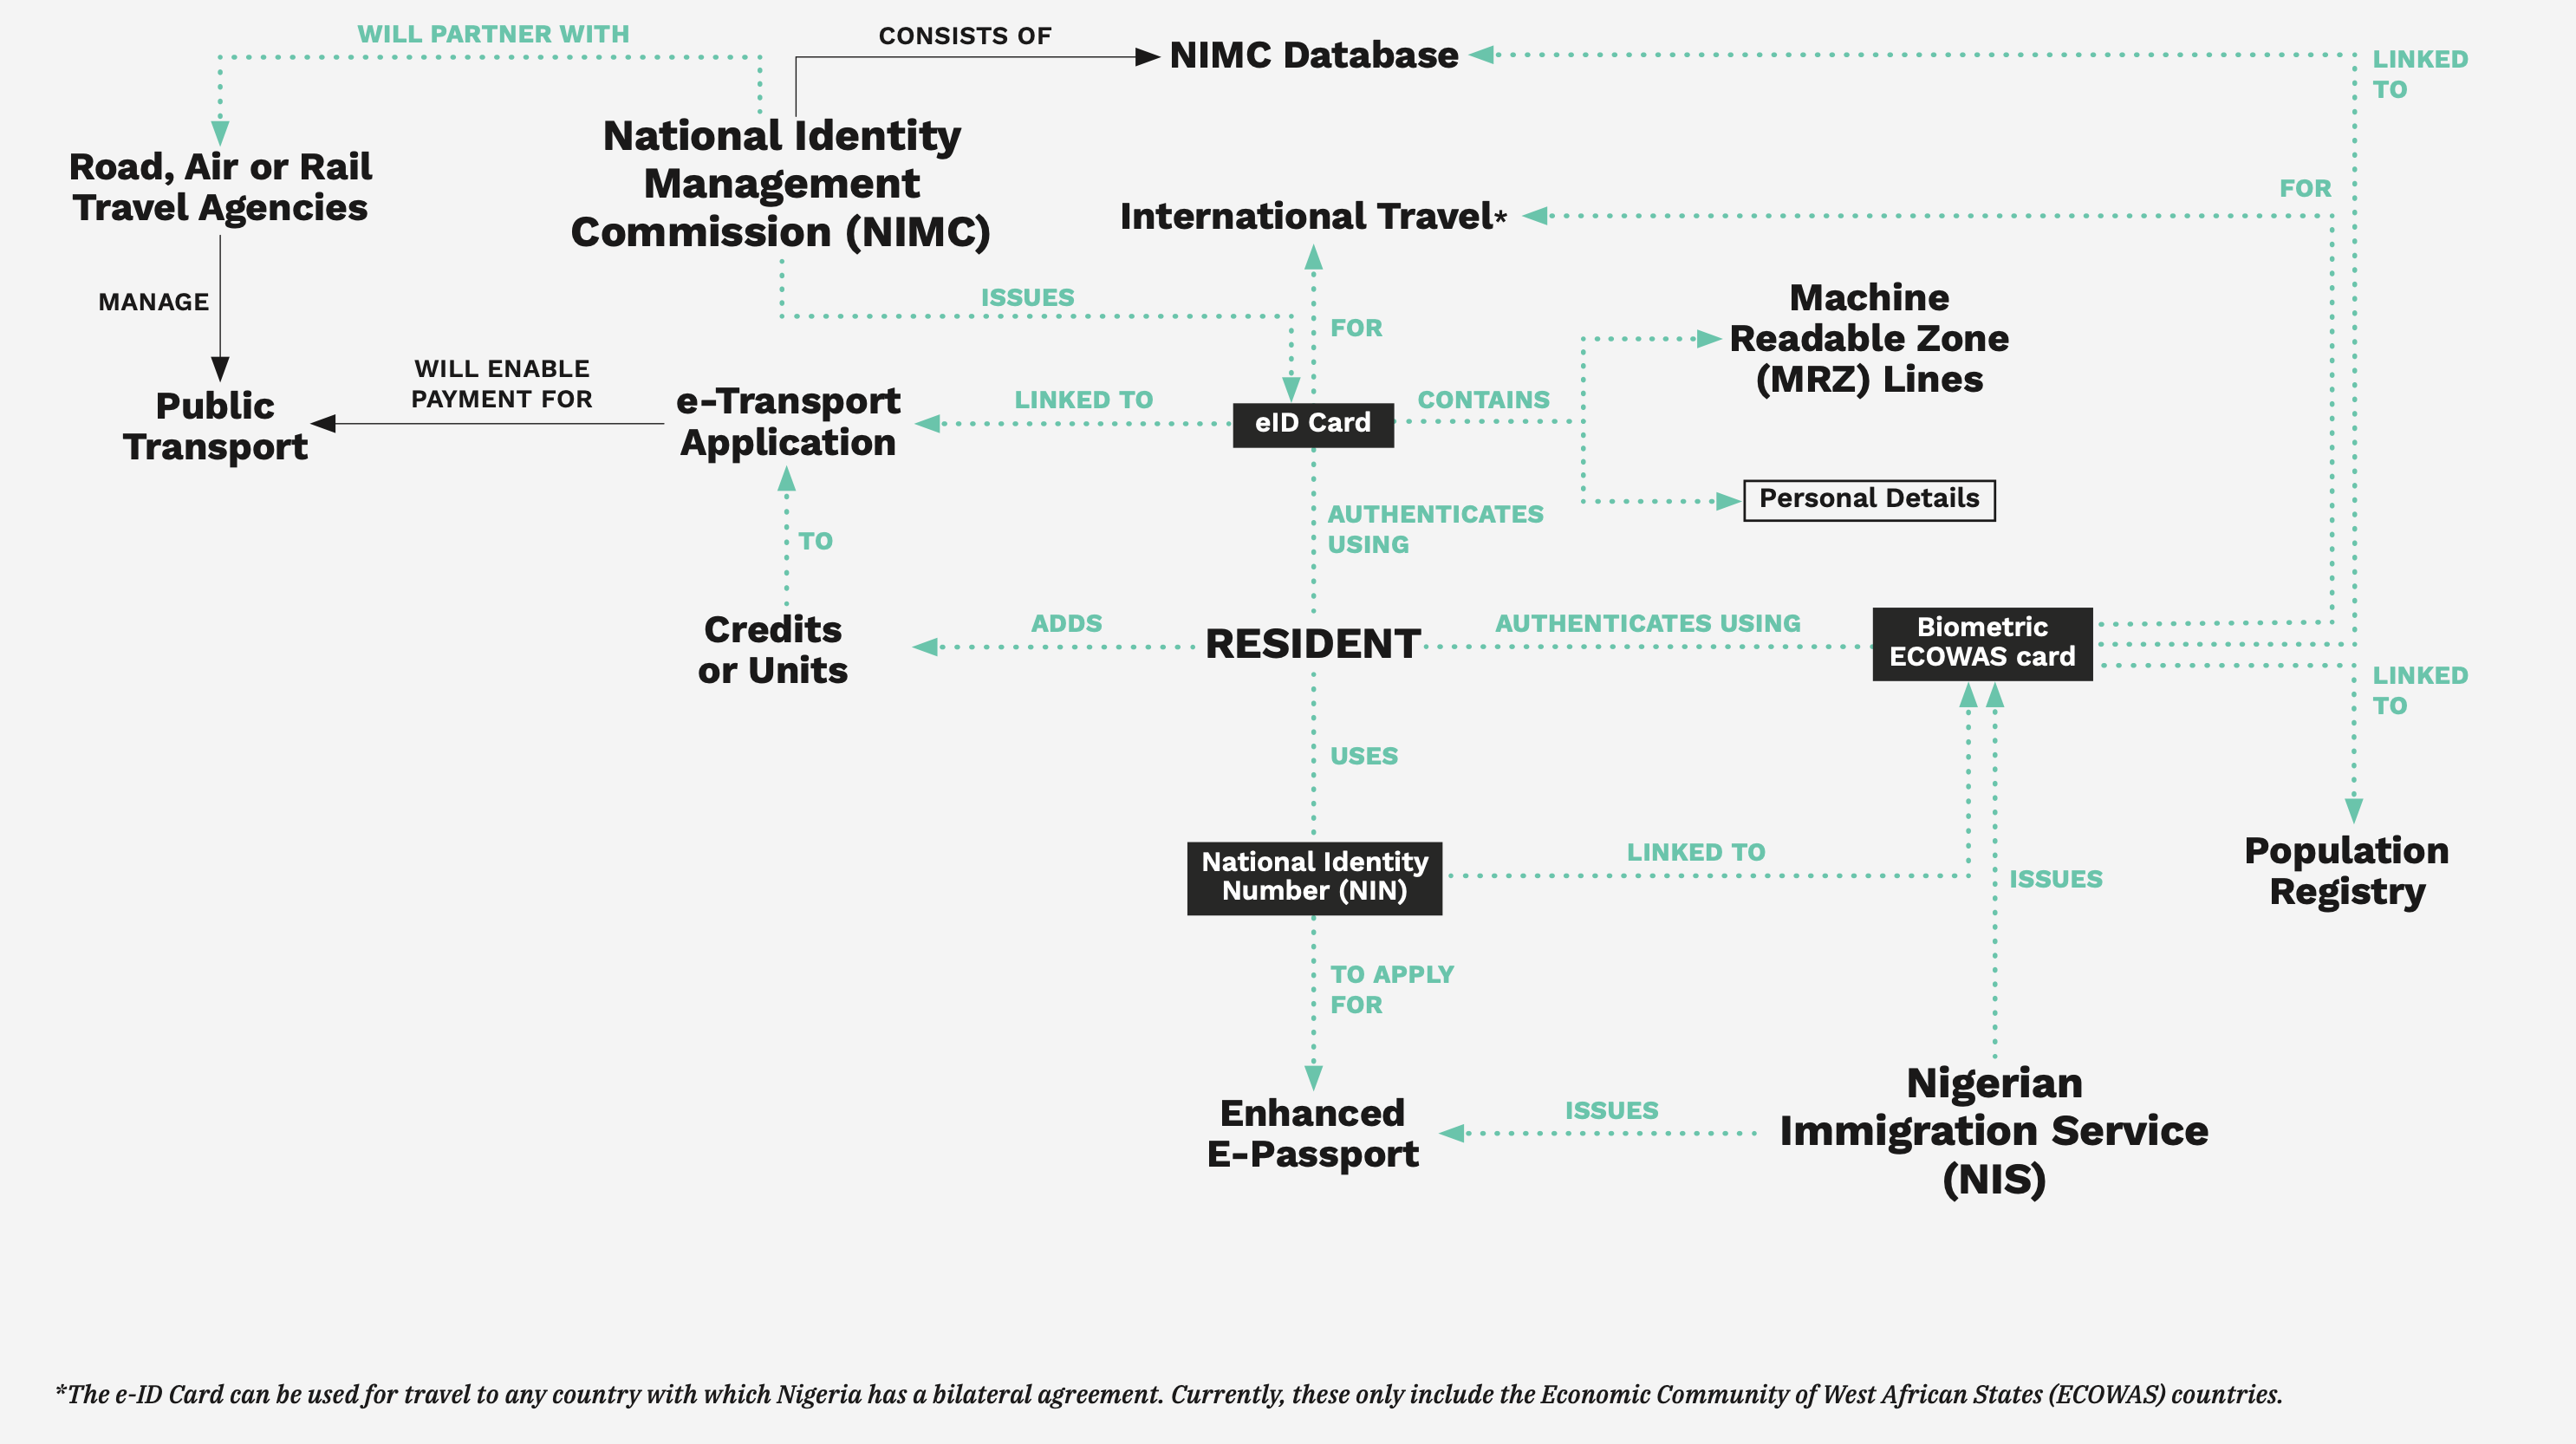 WILL PARTNER WITH
CONSISTS OF
NIMC Database
LINKED
TO
National Identity
Management
Commission (NIMC)
Road, Air or Rail
Travel Agencies
International Travel*
FOR
MANAGE
ISSUES
FOR
Machine
Readable Zone
(MRZ) Lines
WILL ENABLE
PAYMENT FOR
Public
Transport
e-Transport
Application
LINKED TO
eID Card
CONTAINS
Personal Details
TO
AUTHENTICATES
USING
Credits
or Units
ADDS
RESIDENT
AUTHENTICATES USING
Biometric
ECOWAS card
LINKED
TO
USES
National Identity
Number (NIN)
LINKED TO
ISSUES
Population
Registry
TO APPLY
FOR
Enhanced
E-Passport
ISSUES
Nigerian
Immigration Service
(NIS)
*The e-ID Card can be used for travel to any country with which Nigeria has a bilateral agreement. Currently, these only include the Economic Community of West African States (ECOWAS) countries.